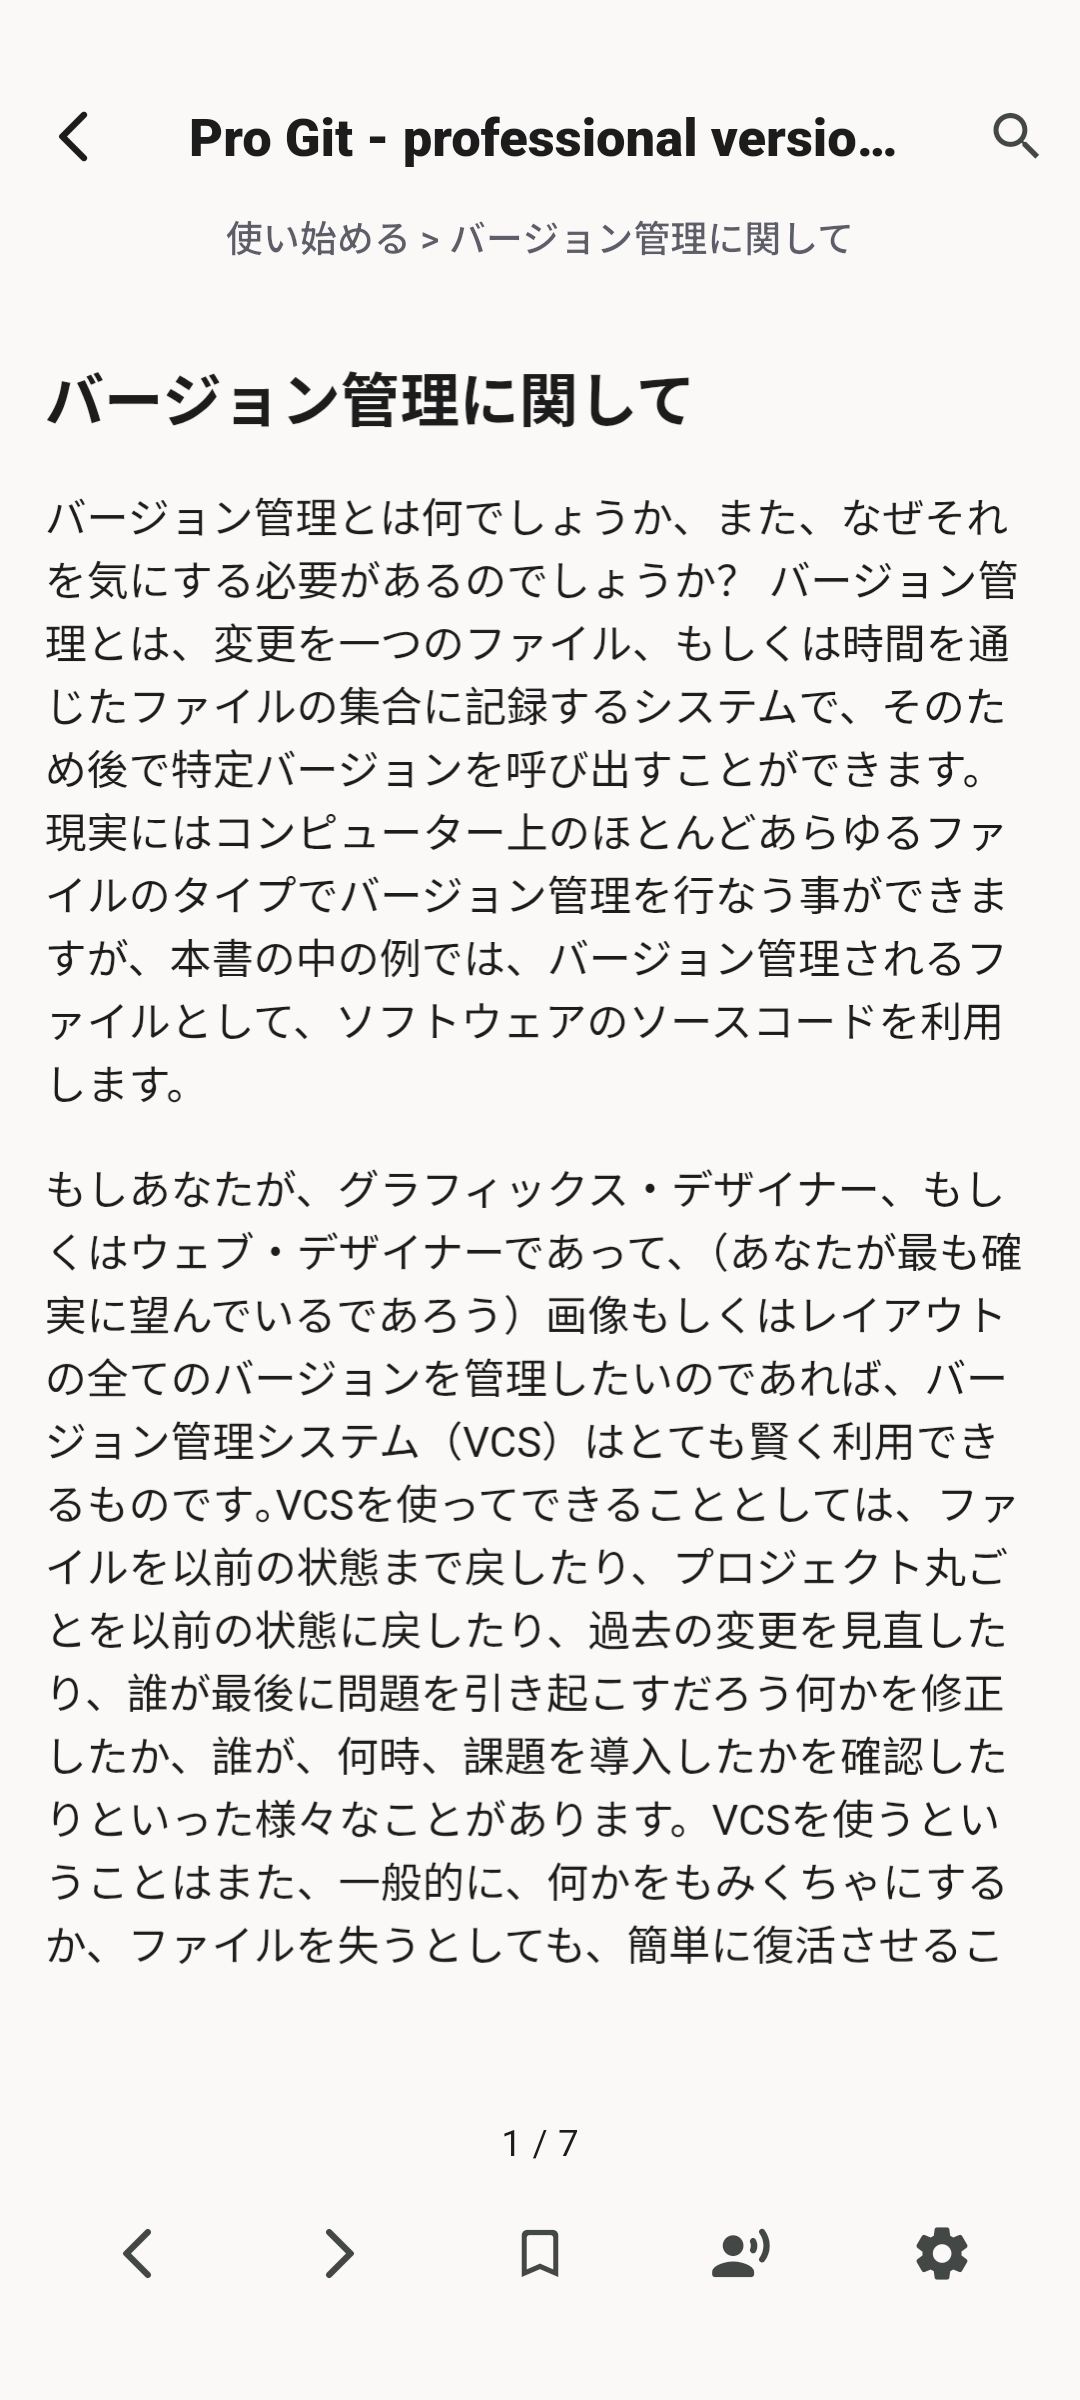 Pro Git - professional versio...
使い始める > バージョン管理に関して
バージョン管理に関して
バージョン管理とは何でしょうか、また、なぜそれ
を気にする必要があるのでしょうか？ バージョン管
理とは、変更を一つのファイル、もしくは時間を通
じたファイルの集合に記録するシステムで、そのた
め後で特定バージョンを呼び出すことができます。
現実にはコンピューター上のほとんどあらゆるファ
イルのタイプでバージョン管理を行なう事ができま
すが、本書の中の例では、バージョン管理されるフ
ァイルとして、ソフトウェアのソースコードを利用
します。
もしあなたが、グラフィックス・デザイナー、もし
くはウェブ・デザイナーであって、（あなたが最も確
実に望んでいるであろう）画像もしくはレイアウト
の全てのバージョンを管理したいのであれば、バー
ジョン管理システム（VCS）はとても賢く利用でき
るものです。VCSを使ってできることとしては、ファ
イルを以前の状態まで戻したり、プロジェクト丸ご
とを以前の状態に戻したり、過去の変更を見直した
り、誰が最後に問題を引き起こすだろう何かを修正
したか、誰が、何時、課題を導入したかを確認した
りといった様々なことがあります。VCSを使うとい
うことはまた、一般的に、何かをもみくちゃにする
か、ファイルを失うとしても、簡単に復活させるこ
1 / 7